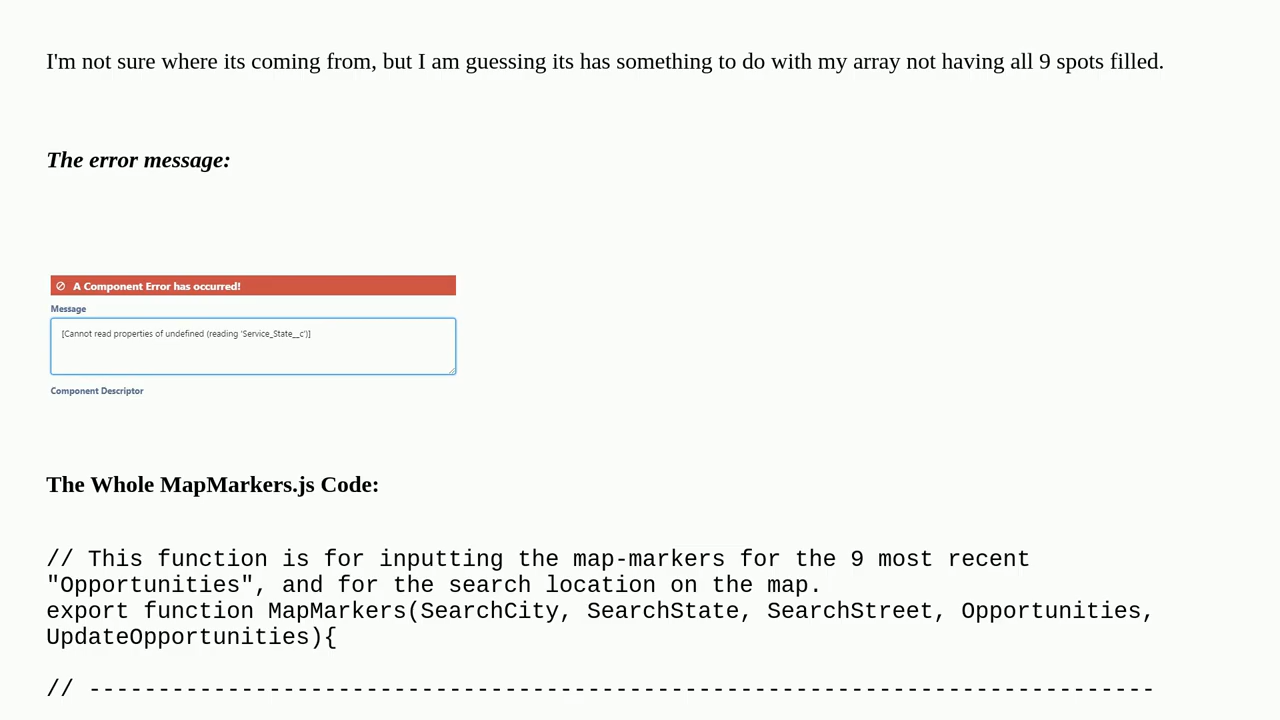 I'm not sure where its coming from, but I am guessing its has something to do with my array not having all 9 spots filled.
The error message:
A Component Error has occurred!
Message
[Cannot read properties of undefined (reading 'Service_State__c')]
Component Descriptor
The Whole MapMarkers.js Code:
// This function is for inputting the map-markers for the 9 most recent
"Opportunities", and for the search location on the map.
export function MapMarkers(SearchCity, SearchState, SearchStreet, Opportunities,
UpdateOpportunities){
// -----------------------------------------------------------------------------